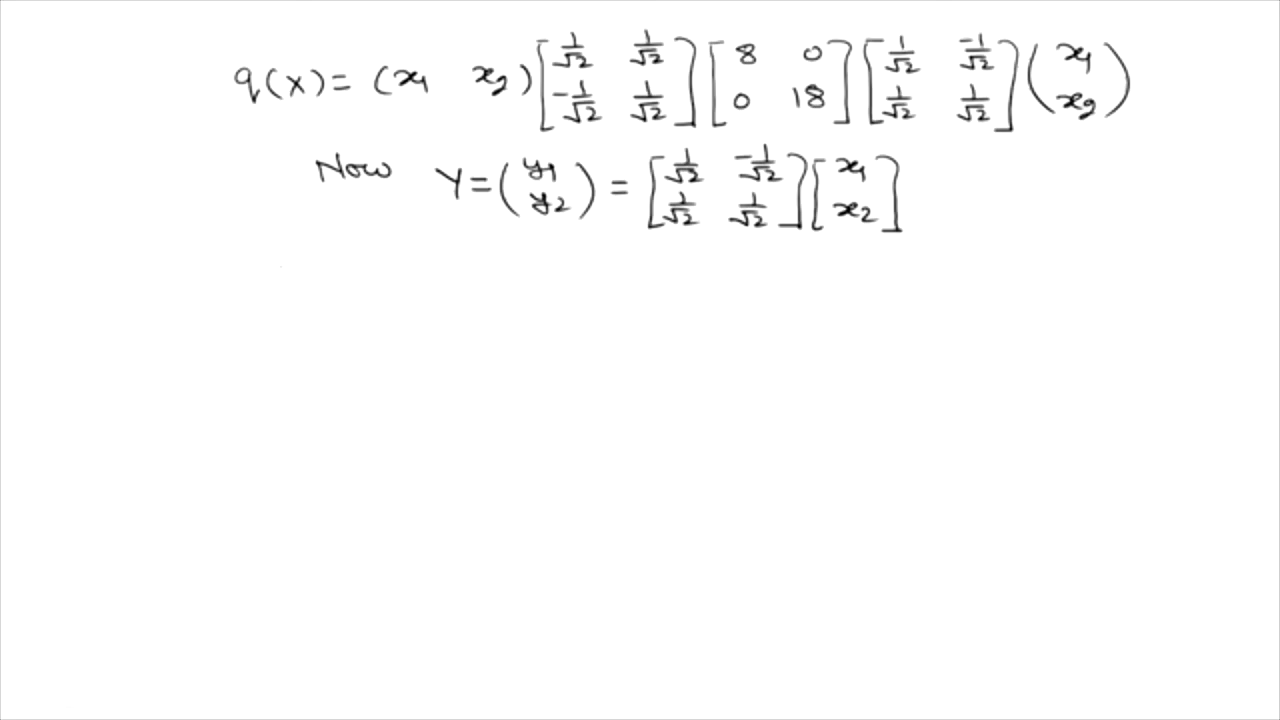 q(x) = (x₁ x₂) [1/√2 1/√2; -1/√2 1/√2] [8 0; 0 18] [1/√2 -1/√2; 1/√2 1/√2] (x₁; x₂)
Now Y = (y₁; y₂) = [1/√2 -1/√2; 1/√2 1/√2] [x₁; x₂]